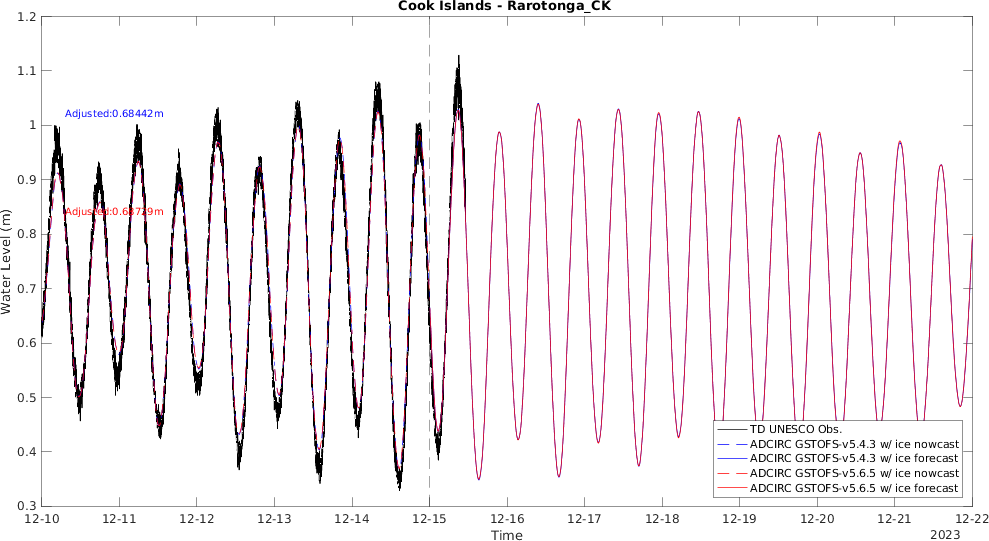 Cook Islands - Rarotonga_CK
1.2
1.1
1
0.9
0.8
0.7
0.6
0.5
0.4
0.3
Water Level (m)
Adjusted:0.68442m
Adjusted:0.68729m
TD UNESCO Obs.
ADCIRC GSTOFS-v5.4.3 w/ ice nowcast
ADCIRC GSTOFS-v5.4.3 w/ ice forecast
ADCIRC GSTOFS-v5.6.5 w/ ice nowcast
ADCIRC GSTOFS-v5.6.5 w/ ice forecast
12-10 12-11 12-12 12-13 12-14 12-15 12-16 12-17 12-18 12-19 12-20 12-21 12-22
Time
2023